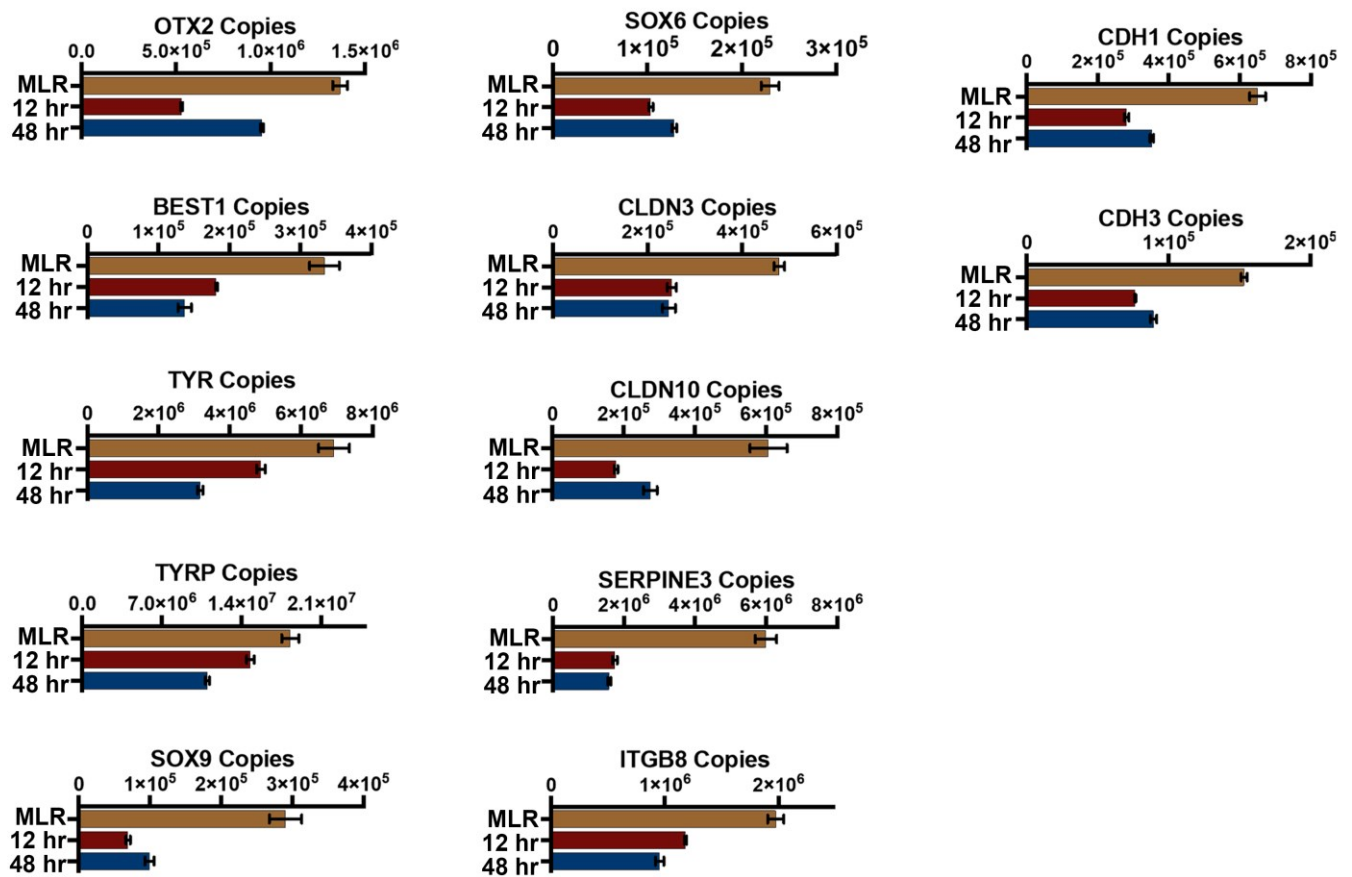 OTX2 Copies
0.0 5.0×10⁵ 1.0×10⁶ 1.5×10⁶
MLR
12 hr
48 hr
BEST1 Copies
0 1×10⁵ 2×10⁵ 3×10⁵ 4×10⁵
MLR
12 hr
48 hr
TYR Copies
0 2×10⁶ 4×10⁶ 6×10⁶ 8×10⁶
MLR
12 hr
48 hr
TYRP Copies
0.0 7.0×10⁶ 1.4×10⁷ 2.1×10⁷
MLR
12 hr
48 hr
SOX9 Copies
0 1×10⁵ 2×10⁵ 3×10⁵ 4×10⁵
MLR
12 hr
48 hr
SOX6 Copies
0 1×10⁵ 2×10⁵ 3×10⁵
MLR
12 hr
48 hr
CLDN3 Copies
0 2×10⁵ 4×10⁵ 6×10⁵
MLR
12 hr
48 hr
CLDN10 Copies
0 2×10⁵ 4×10⁵ 6×10⁵ 8×10⁵
MLR
12 hr
48 hr
SERPINE3 Copies
0 2×10⁶ 4×10⁶ 6×10⁶ 8×10⁶
MLR
12 hr
48 hr
ITGB8 Copies
0 1×10⁶ 2×10⁶
MLR
12 hr
48 hr
CDH1 Copies
0 2×10⁵ 4×10⁵ 6×10⁵ 8×10⁵
MLR
12 hr
48 hr
CDH3 Copies
0 1×10⁵ 2×10⁵
MLR
12 hr
48 hr